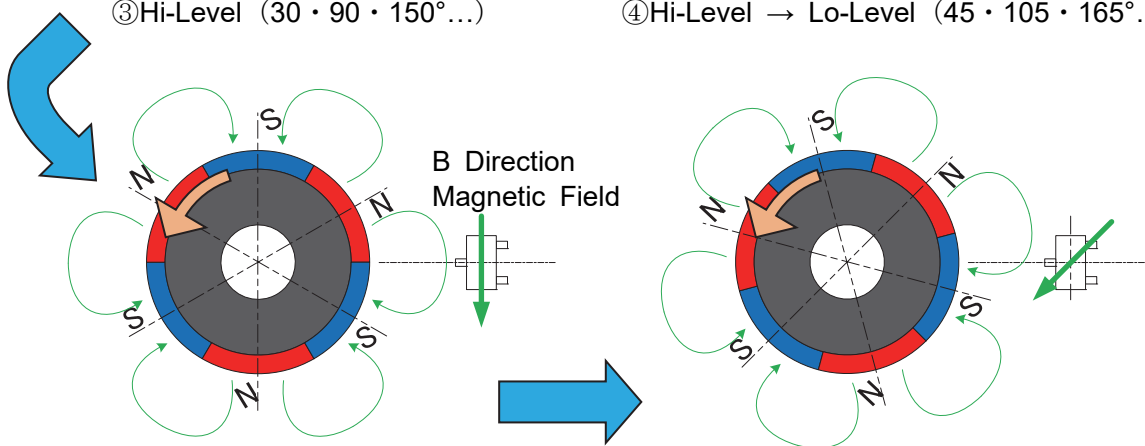 ③Hi-Level（30・90・150°…）
④Hi-Level → Lo-Level（45・105・165°.
S
N
N
S
S
N
B Direction
Magnetic Field
S
N
N
S
S
N